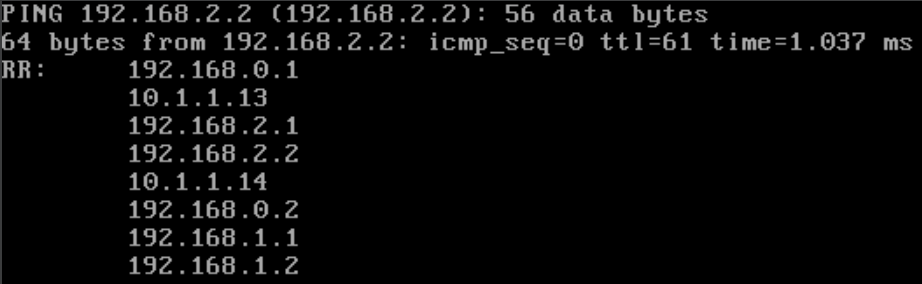 PING 192.168.2.2 (192.168.2.2): 56 data bytes
64 bytes from 192.168.2.2: icmp_seq=0 ttl=61 time=1.037 ms
RR: 192.168.0.1
10.1.1.13
192.168.2.1
192.168.2.2
10.1.1.14
192.168.0.2
192.168.1.1
192.168.1.2